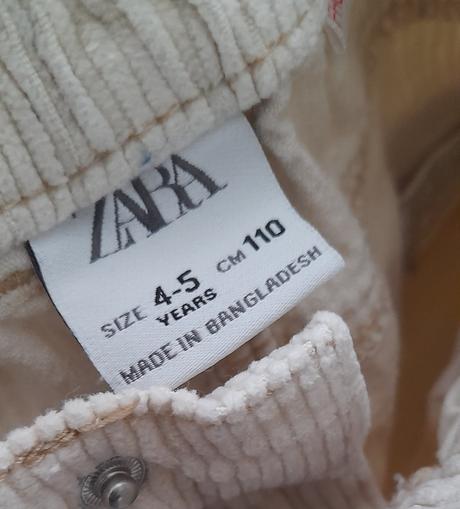 ZARA
SIZE 4-5 YEARS CM 110
MADE IN BANGLADESH